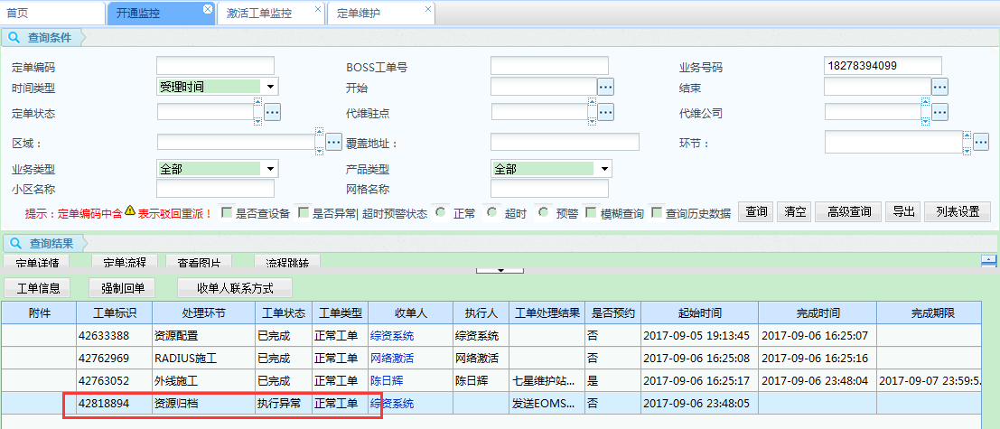 首页 开通监控 激活工单监控 定单维护
查询条件
定单编码 BOSS工单号 业务号码 18278394099
时间类型 受理时间 开始 结束
定单状态 代维驻点 代维公司
区域： 覆盖地址： 环节：
业务类型 全部 产品类型 全部
小区名称 网格名称
提示：定单编码中含 表示驳回重派！ 是否查设备 是否异常| 超时预警状态 正常 超时 预警 模糊查询 查询历史数据 查询 清空 高级查询 导出 列表设置
查询结果
定单详情 定单流程 查看图片 流程跳转
工单信息 强制回单 收单人联系方式
附件 工单标识 处理环节 工单状态 工单类型 收单人 执行人 工单处理结果 是否预约 起始时间 完成时间 完成期限
42633388 资源配置 已完成 正常工单 综资系统 综资系统 否 2017-09-05 19:13:45 2017-09-06 16:25:07
42762969 RADIUS施工 已完成 正常工单 网络激活 网络激活 否 2017-09-06 16:25:08 2017-09-06 16:25:16
42763052 外线施工 已完成 正常工单 陈日辉 陈日辉 七星维护站... 是 2017-09-06 16:25:17 2017-09-06 23:48:04 2017-09-07 23:59:5...
42818894 资源归档 执行异常 正常工单 综资系统 发送EOMS... 否 2017-09-06 23:48:05